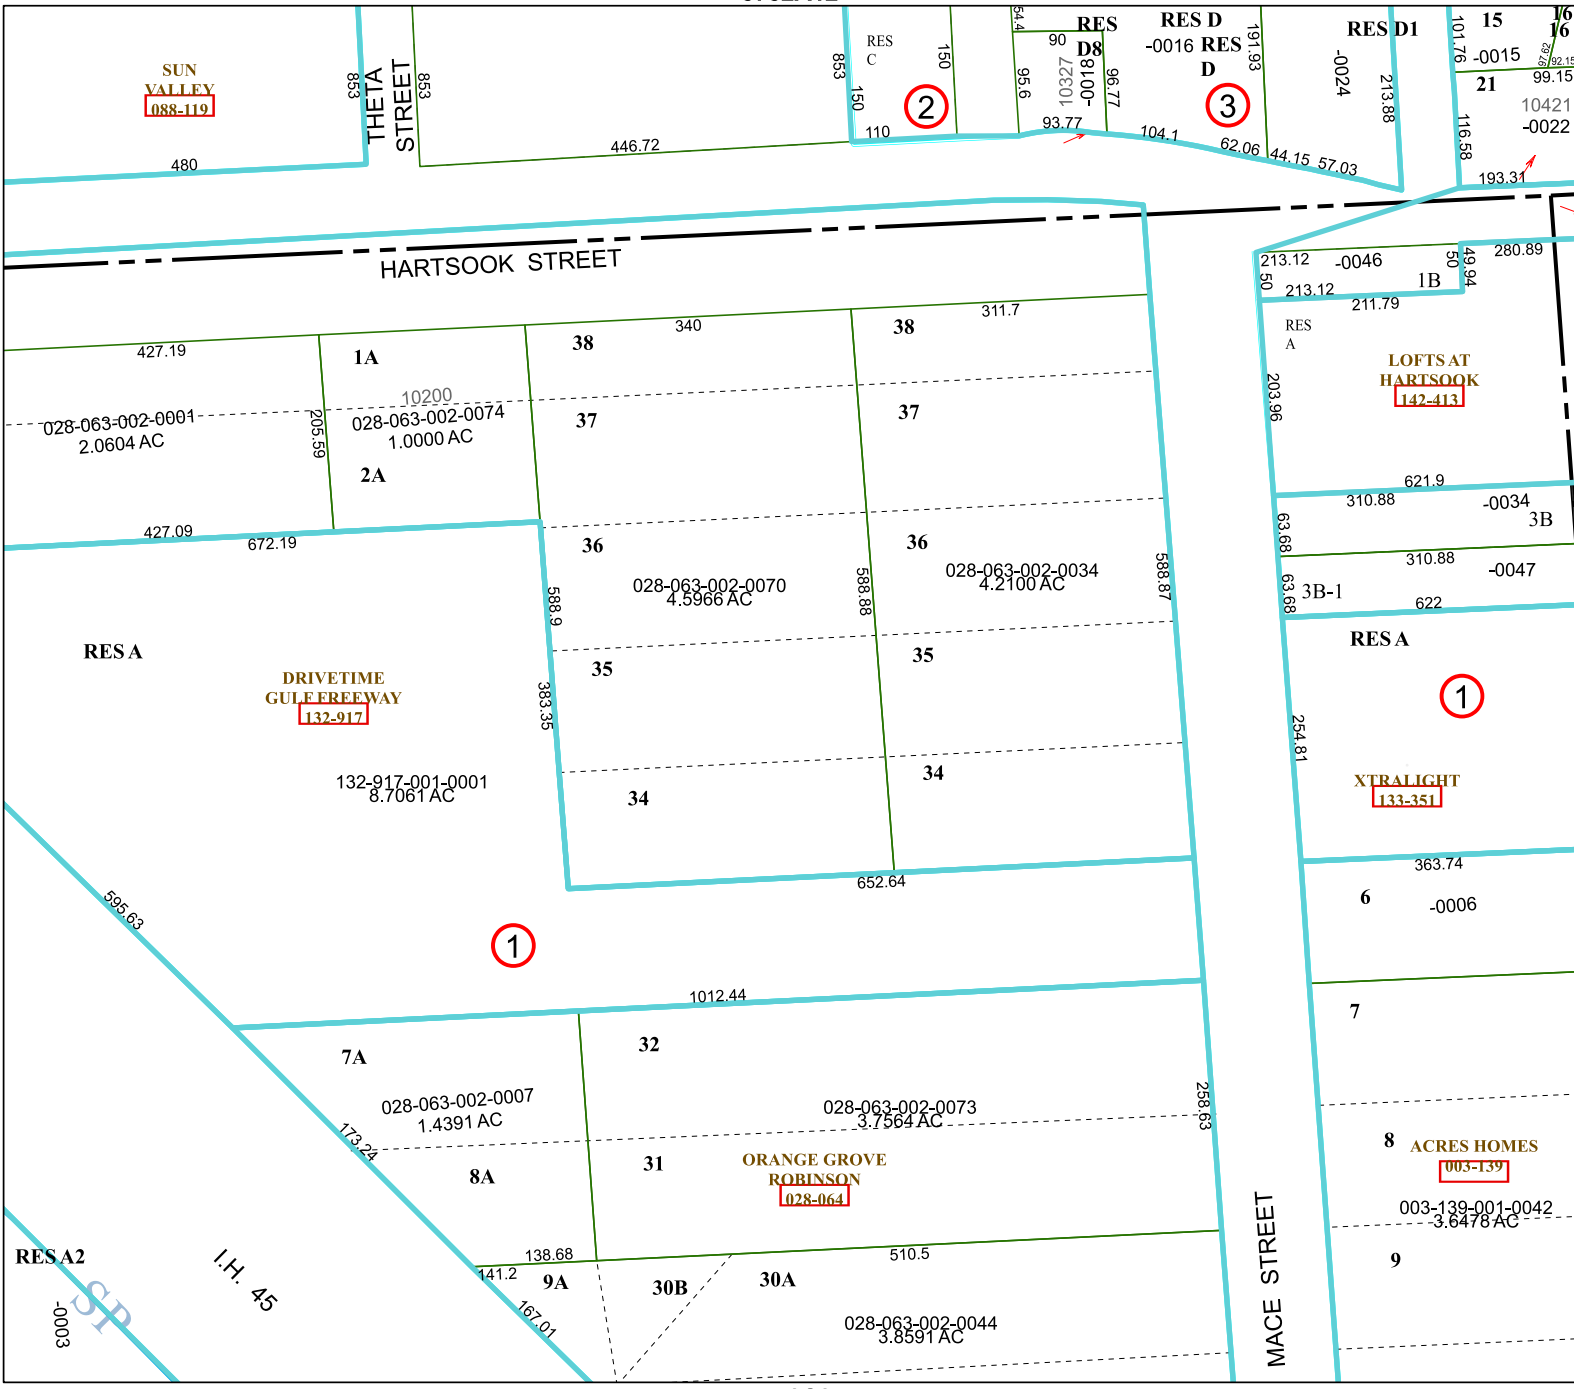 SUN
VALLEY
088-119
853
THETA
STREET
853
480
446.72
853
RES
C
150
150
110
2
54.4
90
RES
D8
95.6
10327
-0018
96.77
93.77
RES D
-0016
RES
D
191.93
3
104.1
62.06
44.15
57.03
RES D1
-0024
213.88
101.76
15
-0015
16
16
97.62
92.15
99.15
21
10421
-0022
116.58
193.31
HARTSOOK STREET
213.12
-0046
50
50
49.94
280.89
1B
213.12
211.79
RES
A
LOFTS AT
HARTSOOK
142-413
203.96
621.9
310.88
-0034
3B
63.68
310.88
-0047
63.68
3B-1
622
RES A
1
254.81
XTRALIGHT
133-351
363.74
6
-0006
7
8
ACRES HOMES
003-139
003-139-001-0042
3.6478 AC
9
427.19
1A
38
340
38
311.7
10200
028-063-002-0001
2.0604 AC
205.59
028-063-002-0074
1.0000 AC
37
37
2A
427.09
672.19
36
36
588.9
028-063-002-0070
4.5966 AC
588.88
028-063-002-0034
4.2100 AC
588.87
RES A
35
35
DRIVETIME
GULF FREEWAY
132-917
383.35
132-917-001-0001
8.7061 AC
34
34
652.64
595.63
1
1012.44
7A
32
028-063-002-0007
1.4391 AC
028-063-002-0073
3.7564 AC
258.63
173.24
8A
31
ORANGE GROVE
ROBINSON
028-064
138.68
510.5
141.2
9A
30B
30A
167.01
028-063-002-0044
3.8591 AC
MACE STREET
RES A2
I.H. 45
SP
-0003